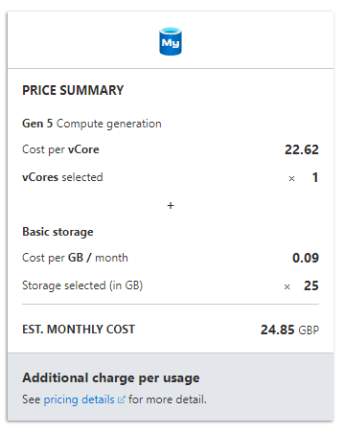 My
PRICE SUMMARY
Gen 5 Compute generation
Cost per vCore 22.62
vCores selected × 1
+
Basic storage
Cost per GB / month 0.09
Storage selected (in GB) × 25
EST. MONTHLY COST 24.85 GBP
Additional charge per usage
See pricing details for more detail.